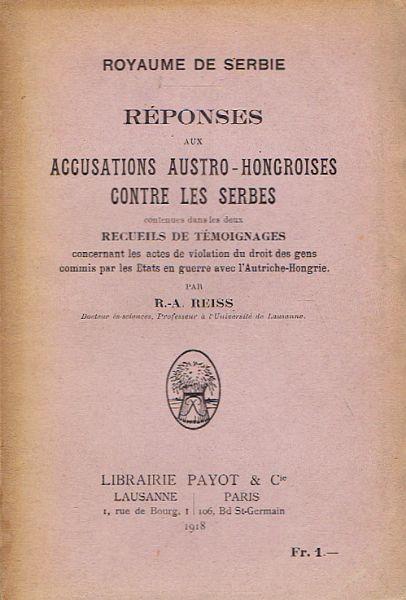 ROYAUME DE SERBIE
RÉPONSES
AUX
ACCUSATIONS AUSTRO-HONGROISES
CONTRE LES SERBES
contenues dans les deux
RECUEILS DE TÉMOIGNAGES
concernant les actes de violation du droit des gens
commis par les Etats en guerre avec l'Autriche-Hongrie.
PAR
R.-A. REISS
Docteur ès-sciences, Professeur à l'Université de Lausanne.
LIBRAIRIE PAYOT & Cie
LAUSANNE PARIS
1, rue de Bourg, 1 106, Bd St-Germain
1918
Fr. 1.—